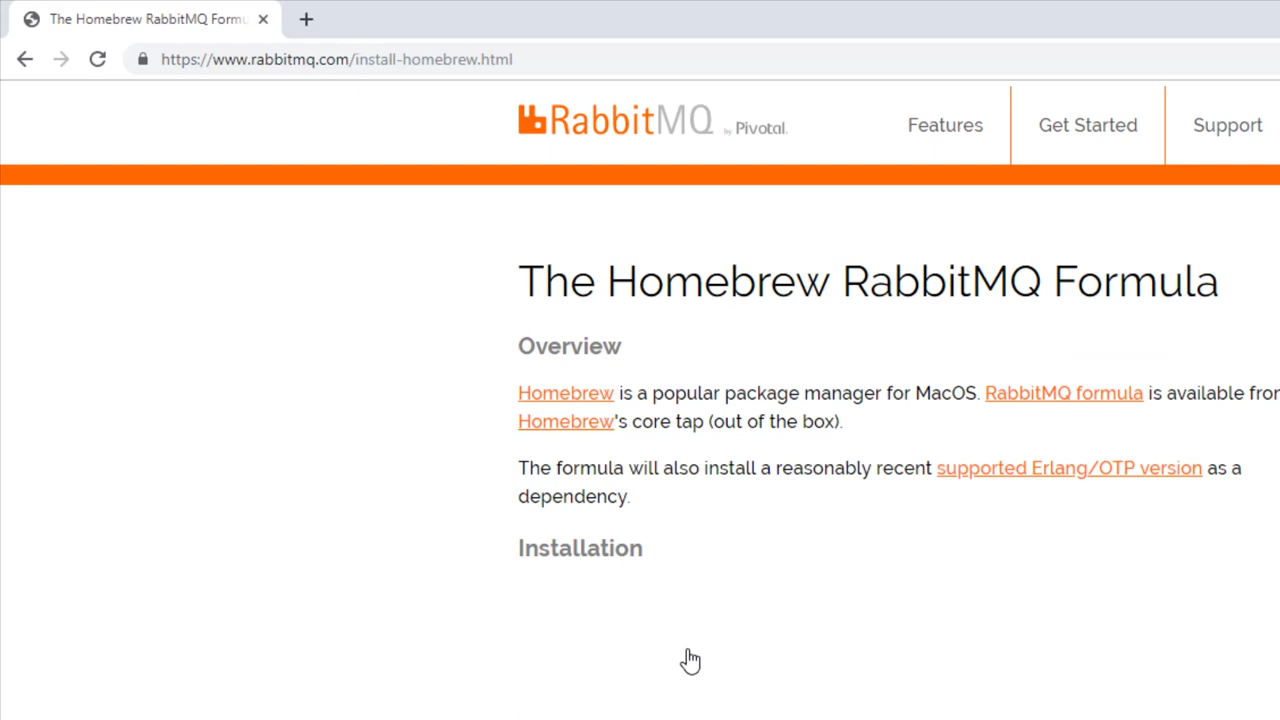 The Homebrew RabbitMQ Formu
https://www.rabbitmq.com/install-homebrew.html
RabbitMQ by Pivotal.
Features
Get Started
Support
The Homebrew RabbitMQ Formula
Overview
Homebrew is a popular package manager for MacOS. RabbitMQ formula is available from
Homebrew's core tap (out of the box).
The formula will also install a reasonably recent supported Erlang/OTP version as a
dependency.
Installation